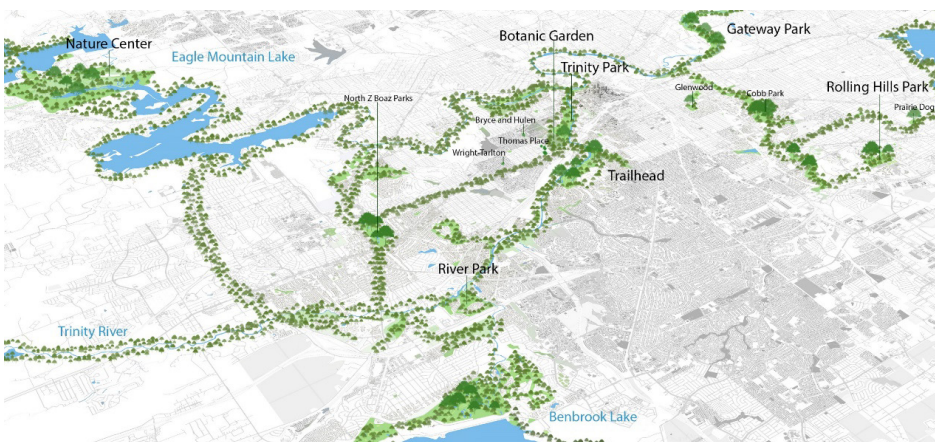 Gateway Park
Botanic Garden
Nature Center
Eagle Mountain Lake
Trinity Park
Glenwood
Cobb Park
Rolling Hills Park
North Z Boaz Parks
Prairie Dog
Bryce and Hulen
Thomas Place
Wright-Tarlton
Trailhead
River Park
Trinity River
Benbrook Lake